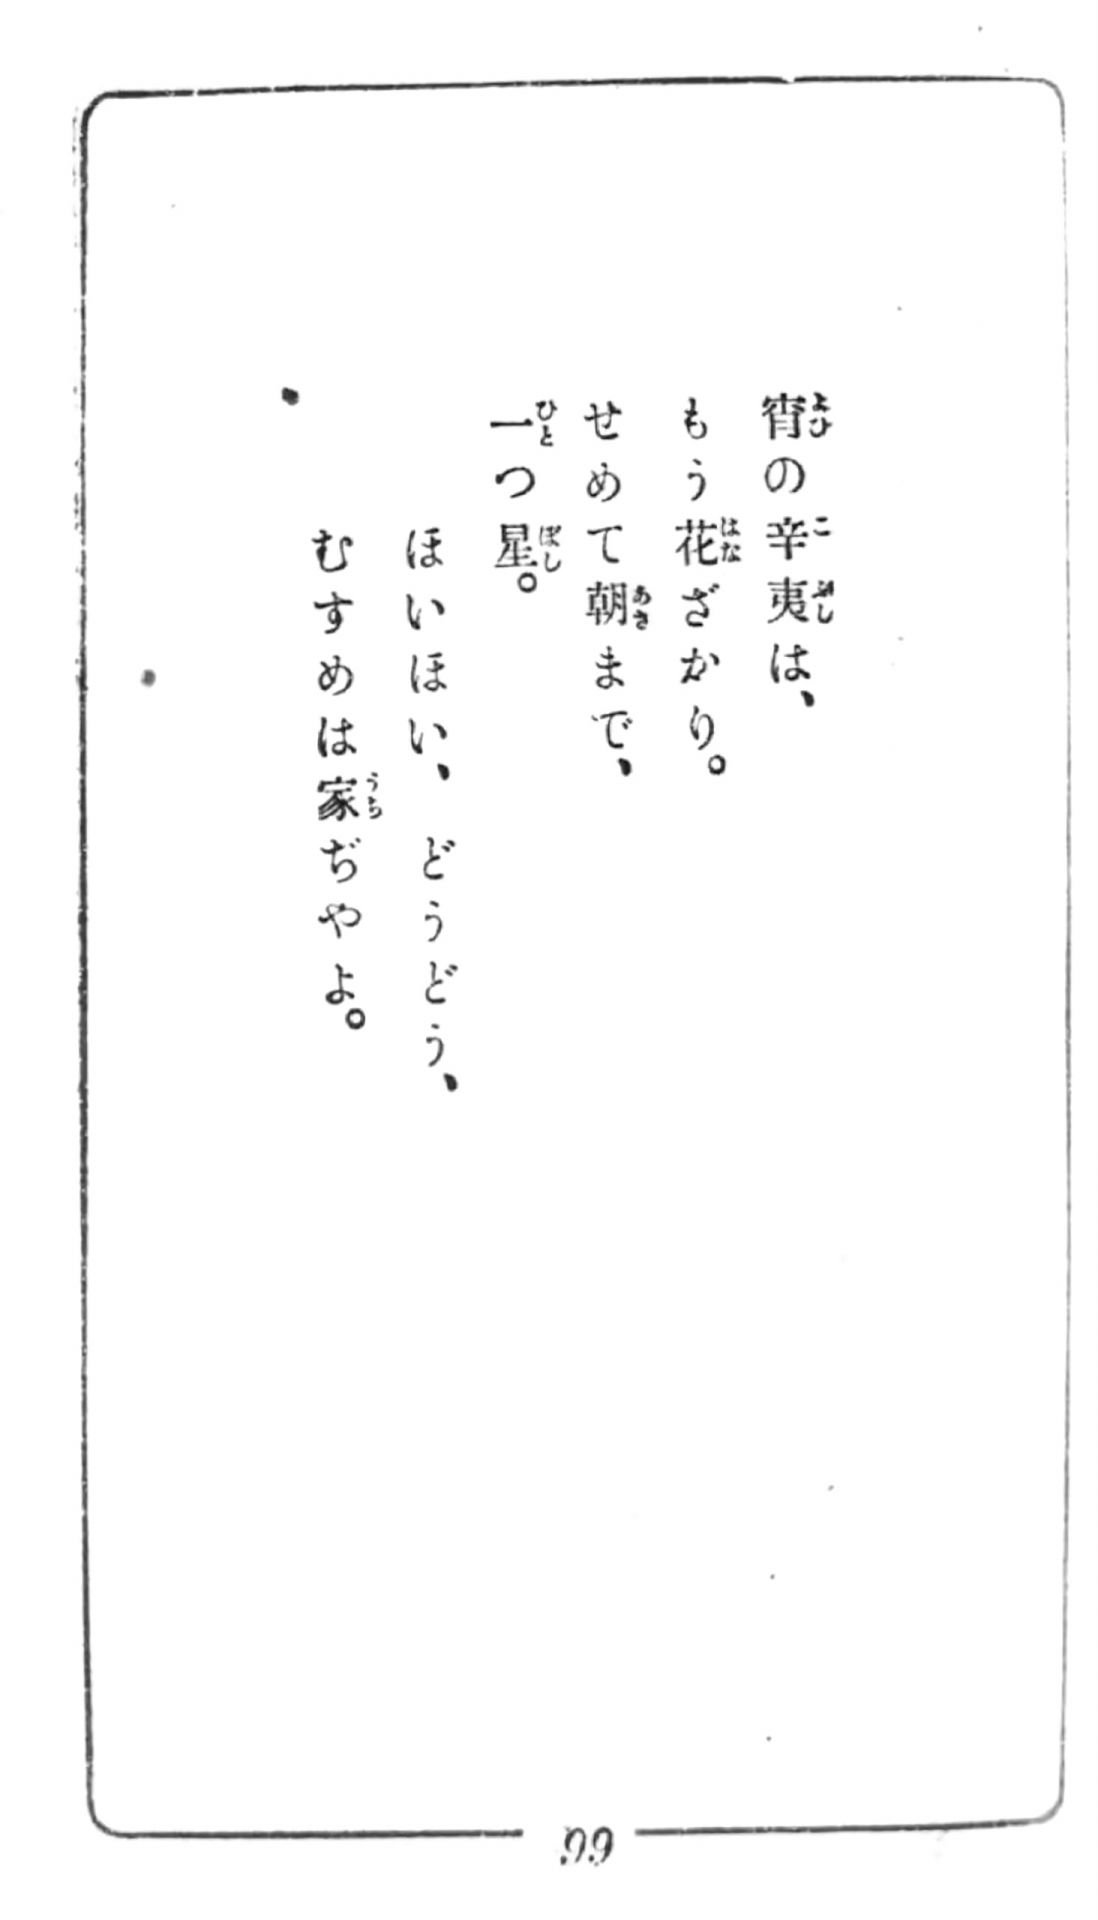 宵の辛夷は、
もう花ざかり。
せめて朝まで、
一つ星。
ほいほい、どうどう、
むすめは家ぢやよ。
99